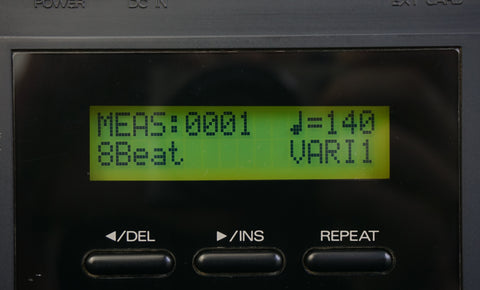 POWER DC IN EXT CARD
MEAS:0001 ♩=140
8Beat VARI1
◀/DEL ▶/INS REPEAT